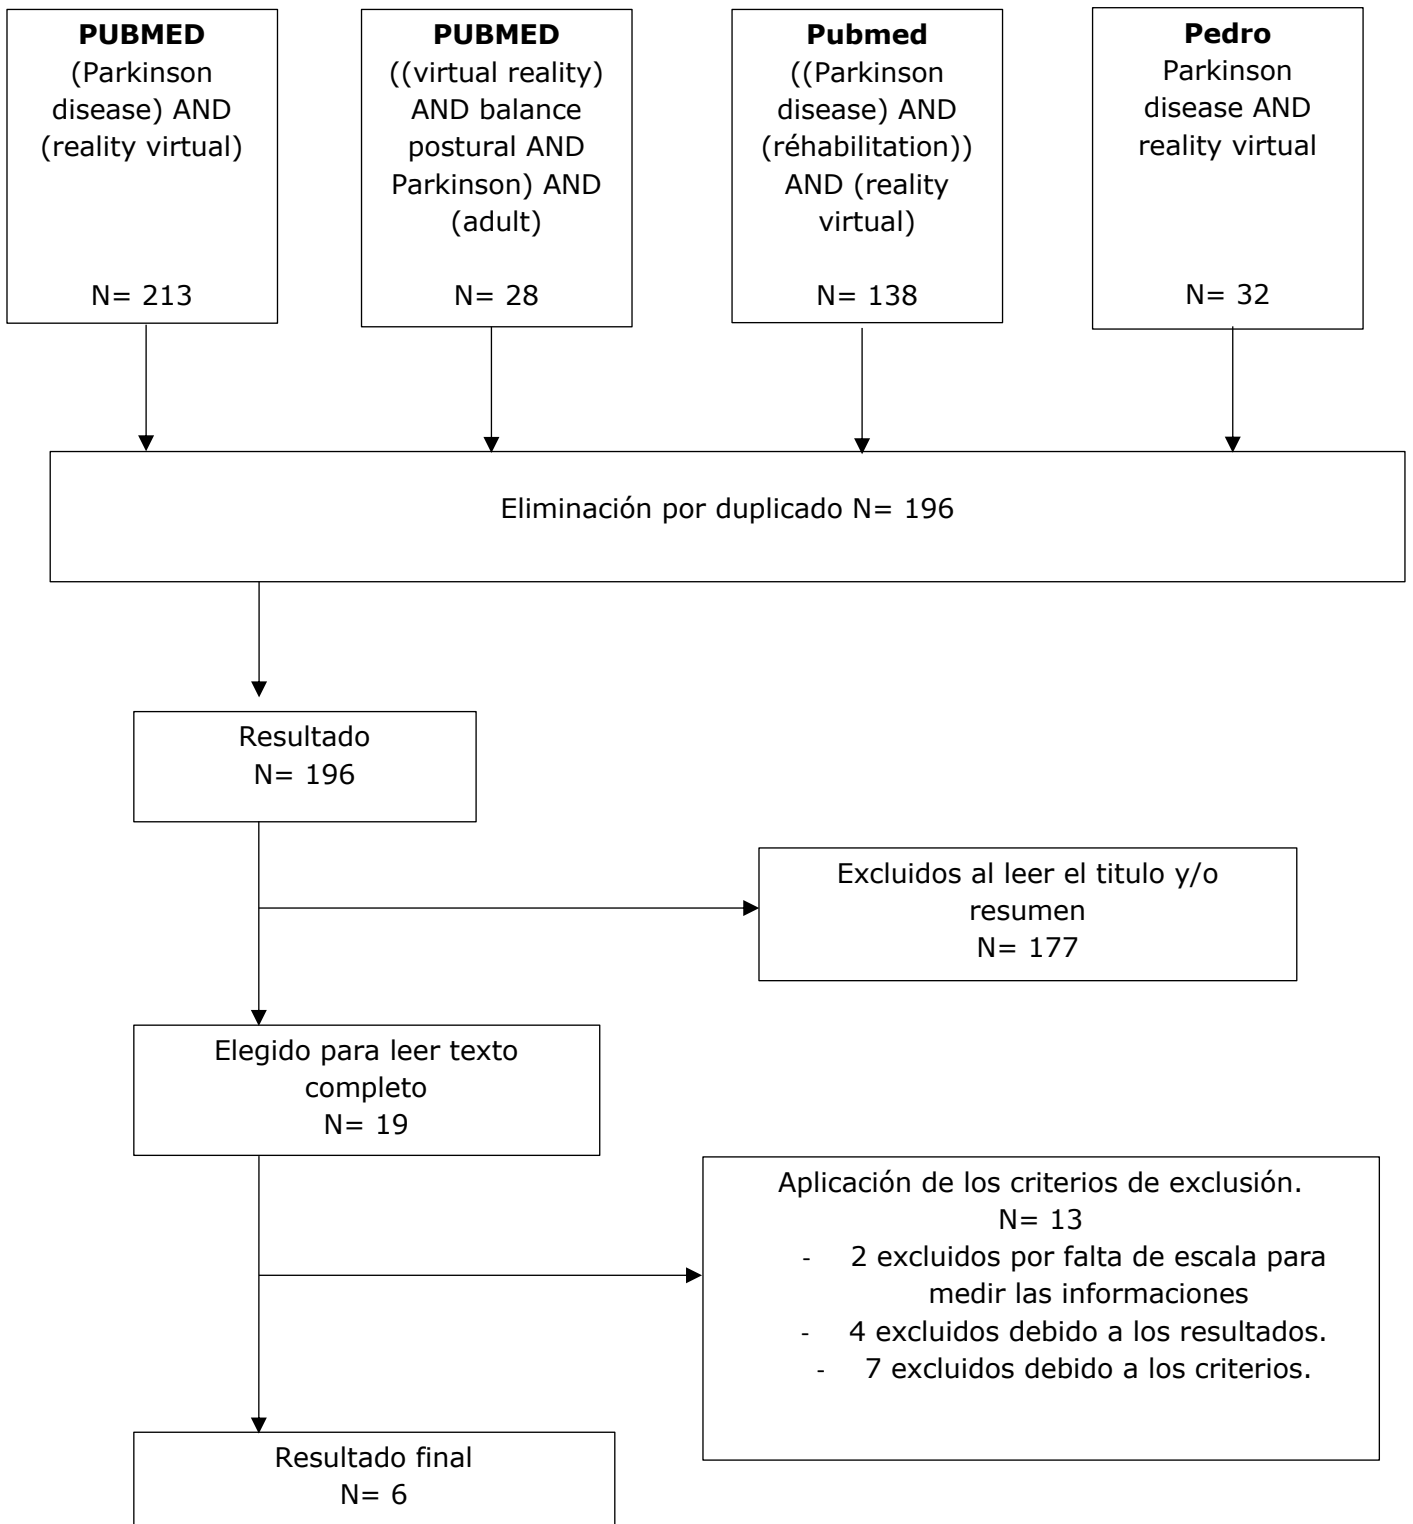 PUBMED
(Parkinson
disease) AND
(reality virtual)
N= 213
PUBMED
((virtual reality)
AND balance
postural AND
Parkinson) AND
(adult)
N= 28
Pubmed
((Parkinson
disease) AND
(réhabilitation))
AND (reality
virtual)
N= 138
Pedro
Parkinson
disease AND
reality virtual
N= 32
Eliminación por duplicado N= 196
Resultado
N= 196
Excluidos al leer el titulo y/o
resumen
N= 177
Elegido para leer texto
completo
N= 19
Aplicación de los criterios de exclusión.
N= 13
- 2 excluidos por falta de escala para
medir las informaciones
- 4 excluidos debido a los resultados.
- 7 excluidos debido a los criterios.
Resultado final
N= 6